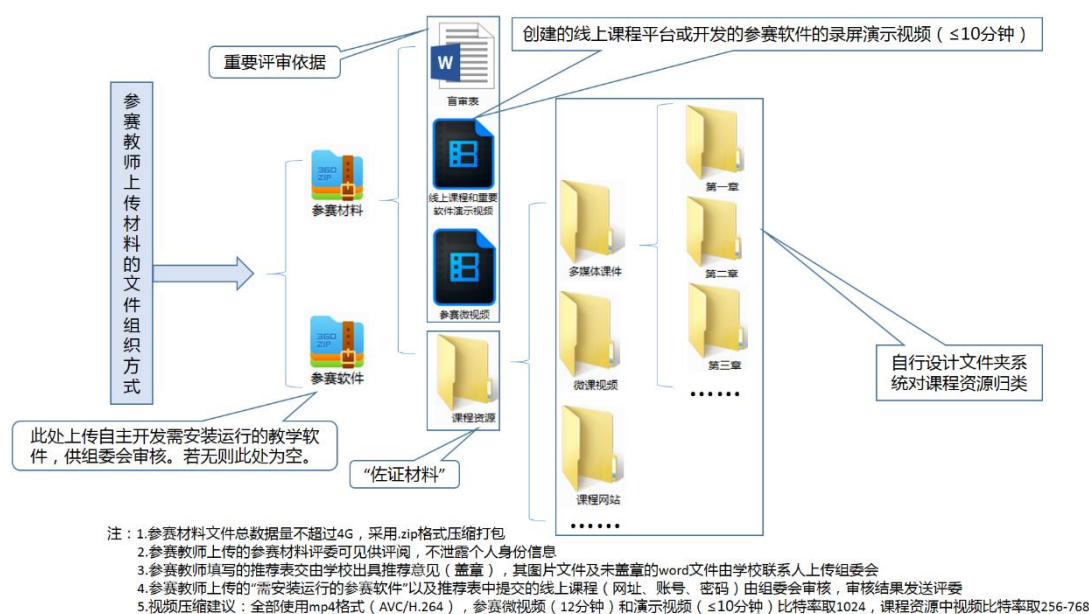 创建的线上课程平台或开发的参赛软件的录屏演示视频(≤10分钟)
重要评审依据
W
盲审表
参赛教师上传材料的文件组织方式
360
ZIP
参赛材料
线上课程和重要
软件演示视频
参赛微视频
360
ZIP
参赛软件
课程资源
多媒体课件
微课视频
课程网站
……
第一章
第二章
第三章
……
自行设计文件夹系
统对课程资源归类
此处上传自主开发需安装运行的教学软
件,供组委会审核。若无则此处为空。
“佐证材料”
注:1.参赛材料文件总数据量不超过4G,采用.zip格式压缩打包
2.参赛教师上传的参赛材料评委可见供评阅,不泄露个人身份信息
3.参赛教师填写的推荐表交由学校出具推荐意见(盖章),其图片文件及未盖章的word文件由学校联系人上传组委会
4.参赛教师上传的“需安装运行的参赛软件”以及推荐表中提交的线上课程(网址、账号、密码)由组委会审核,审核结果发送评委
5.视频压缩建议:全部使用mp4格式(AVC/H.264),参赛微视频(12分钟)和演示视频(≤10分钟)比特率取1024,课程资源中视频比特率取256-768